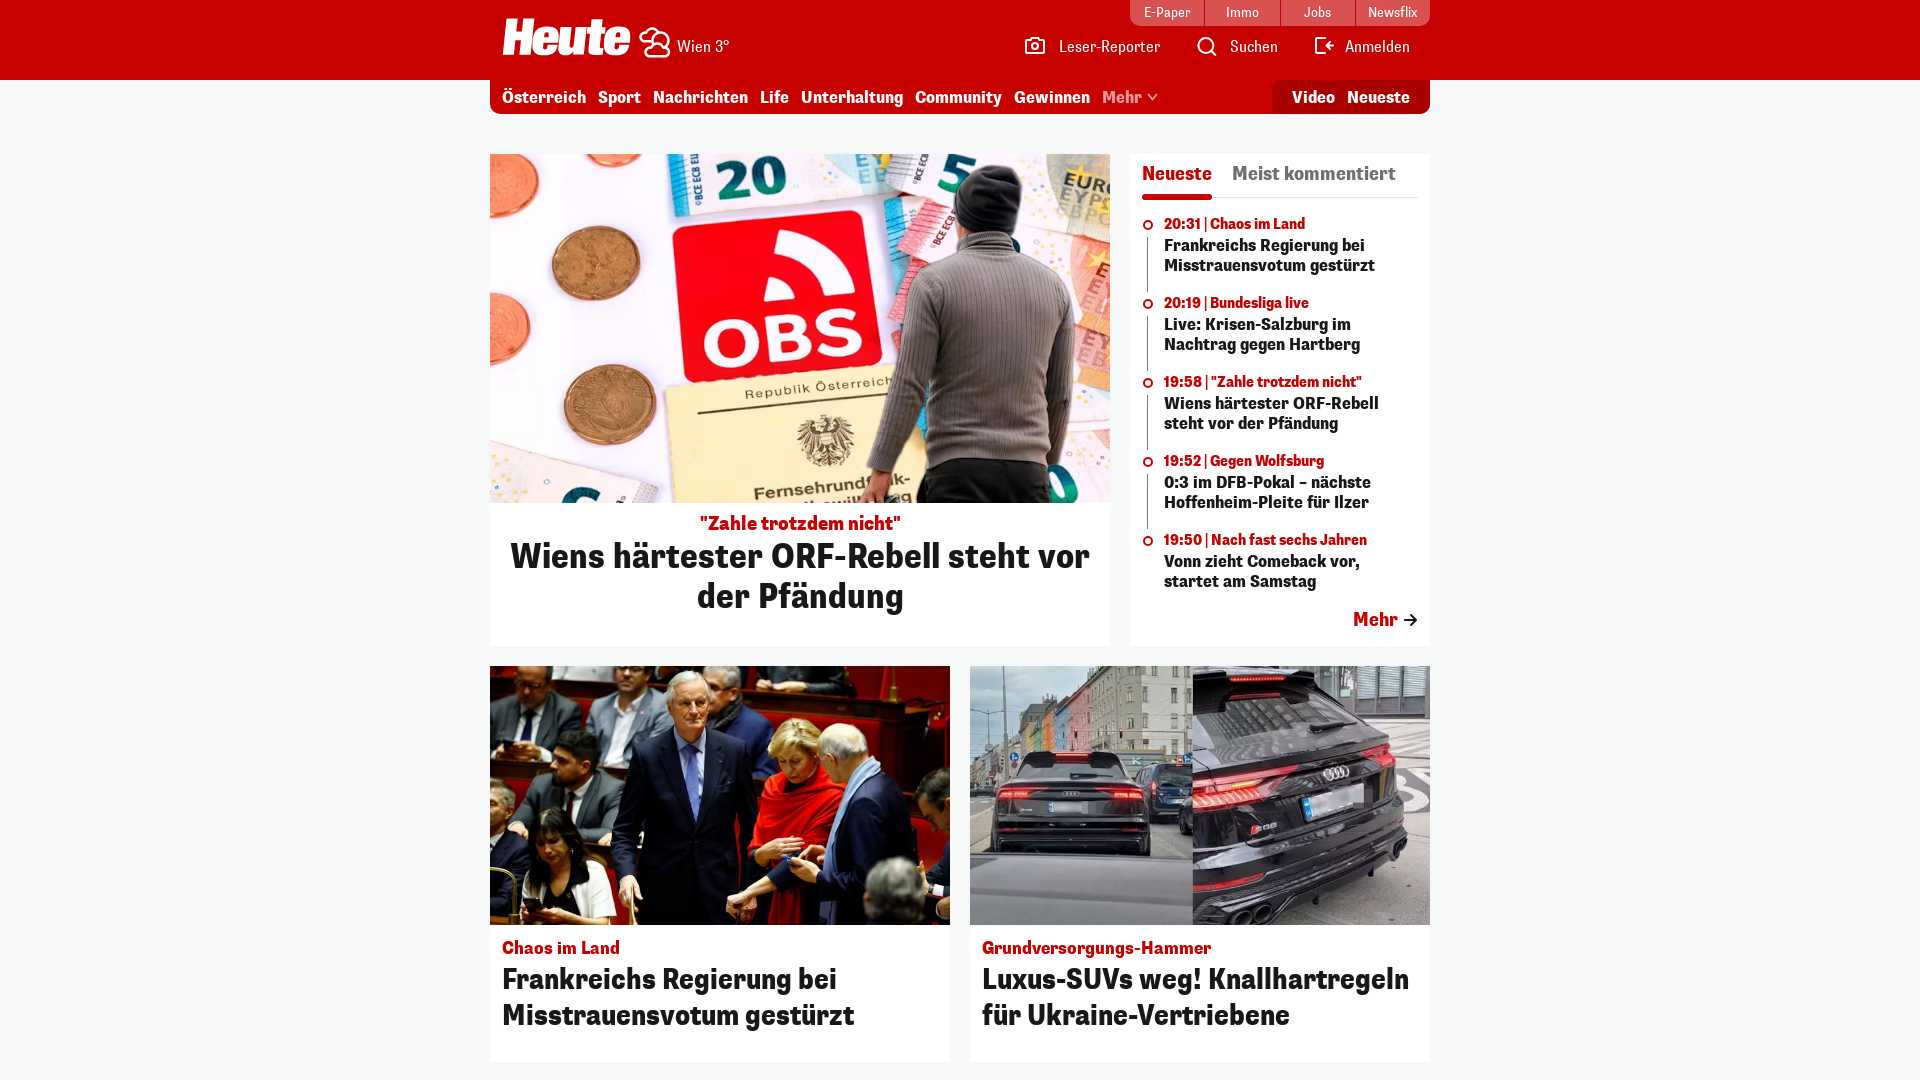 E-Paper
Immo
Jobs
Newsflix
Heute
Wien 3°
Leser-Reporter
Suchen
Anmelden
Österreich
Sport
Nachrichten
Life
Unterhaltung
Community
Gewinnen
Mehr
Video
Neueste
20
5
BCE ECB
BCE ECB
EURO
OBS
Republik Österreich
"Zahle trotzdem nicht"
Wiens härtester ORF-Rebell steht vor
der Pfändung
Neueste
Meist kommentiert
20:31 | Chaos im Land
Frankreichs Regierung bei
Misstrauensvotum gestürzt
20:19 | Bundesliga live
Live: Krisen-Salzburg im
Nachtrag gegen Hartberg
19:58 | "Zahle trotzdem nicht"
Wiens härtester ORF-Rebell
steht vor der Pfändung
19:52 | Gegen Wolfsburg
0:3 im DFB-Pokal – nächste
Hoffenheim-Pleite für Ilzer
19:50 | Nach fast sechs Jahren
Vonn zieht Comeback vor,
startet am Samstag
Mehr
Chaos im Land
Frankreichs Regierung bei
Misstrauensvotum gestürzt
Grundversorgungs-Hammer
Luxus-SUVs weg! Knallhartregeln
für Ukraine-Vertriebene